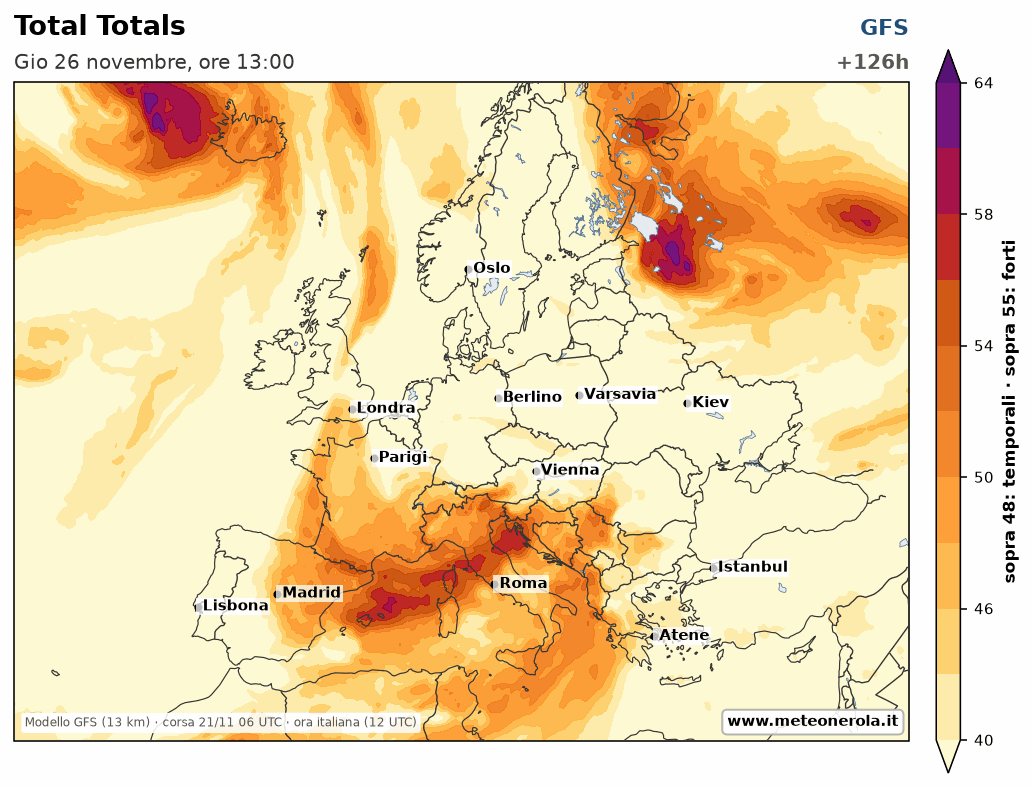 Total Totals
GFS
Gio 26 novembre, ore 13:00
+126h
64
58
54
50
46
40
sopra 48: temporali · sopra 55: forti
Oslo
Berlino
Varsavia
Kiev
Londra
Parigi
Vienna
Istanbul
Roma
Madrid
Lisbona
Atene
Modello GFS (13 km) · corsa 21/11 06 UTC · ora italiana (12 UTC)
www.meteonerola.it